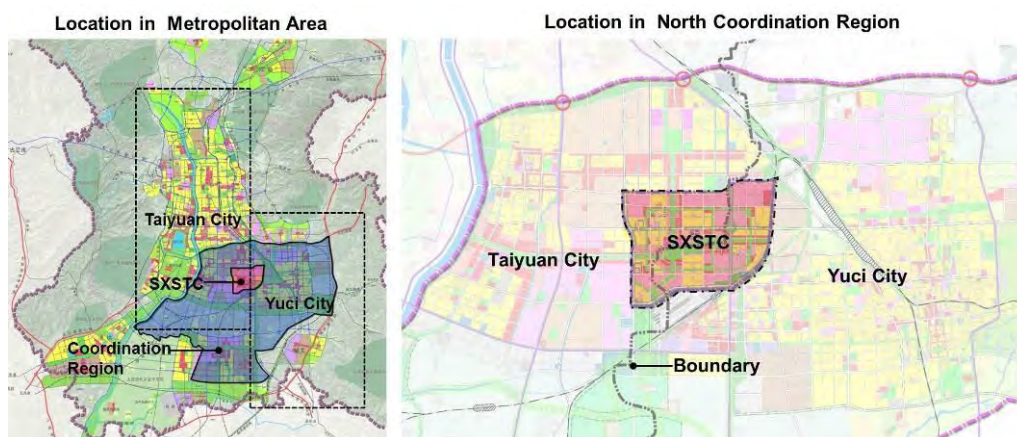 Location in Metropolitan Area
Location in North Coordination Region
Taiyuan City
SXSTC
Yuci City
Coordination
Region
SXSTC
Taiyuan City
Yuci City
Boundary